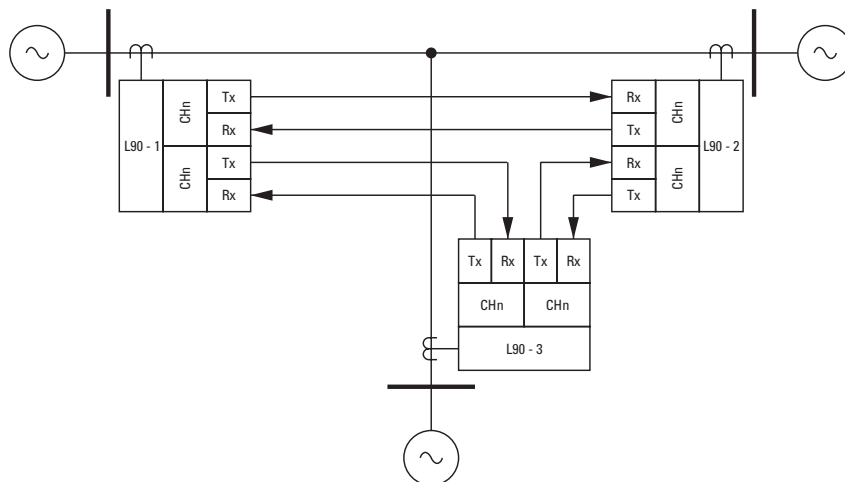 L90 - 1
CHn
Tx
Rx
CHn
Tx
Rx
Rx
Tx
CHn
Rx
Tx
CHn
L90 - 2
Tx
Rx
Tx
Rx
CHn
CHn
L90 - 3